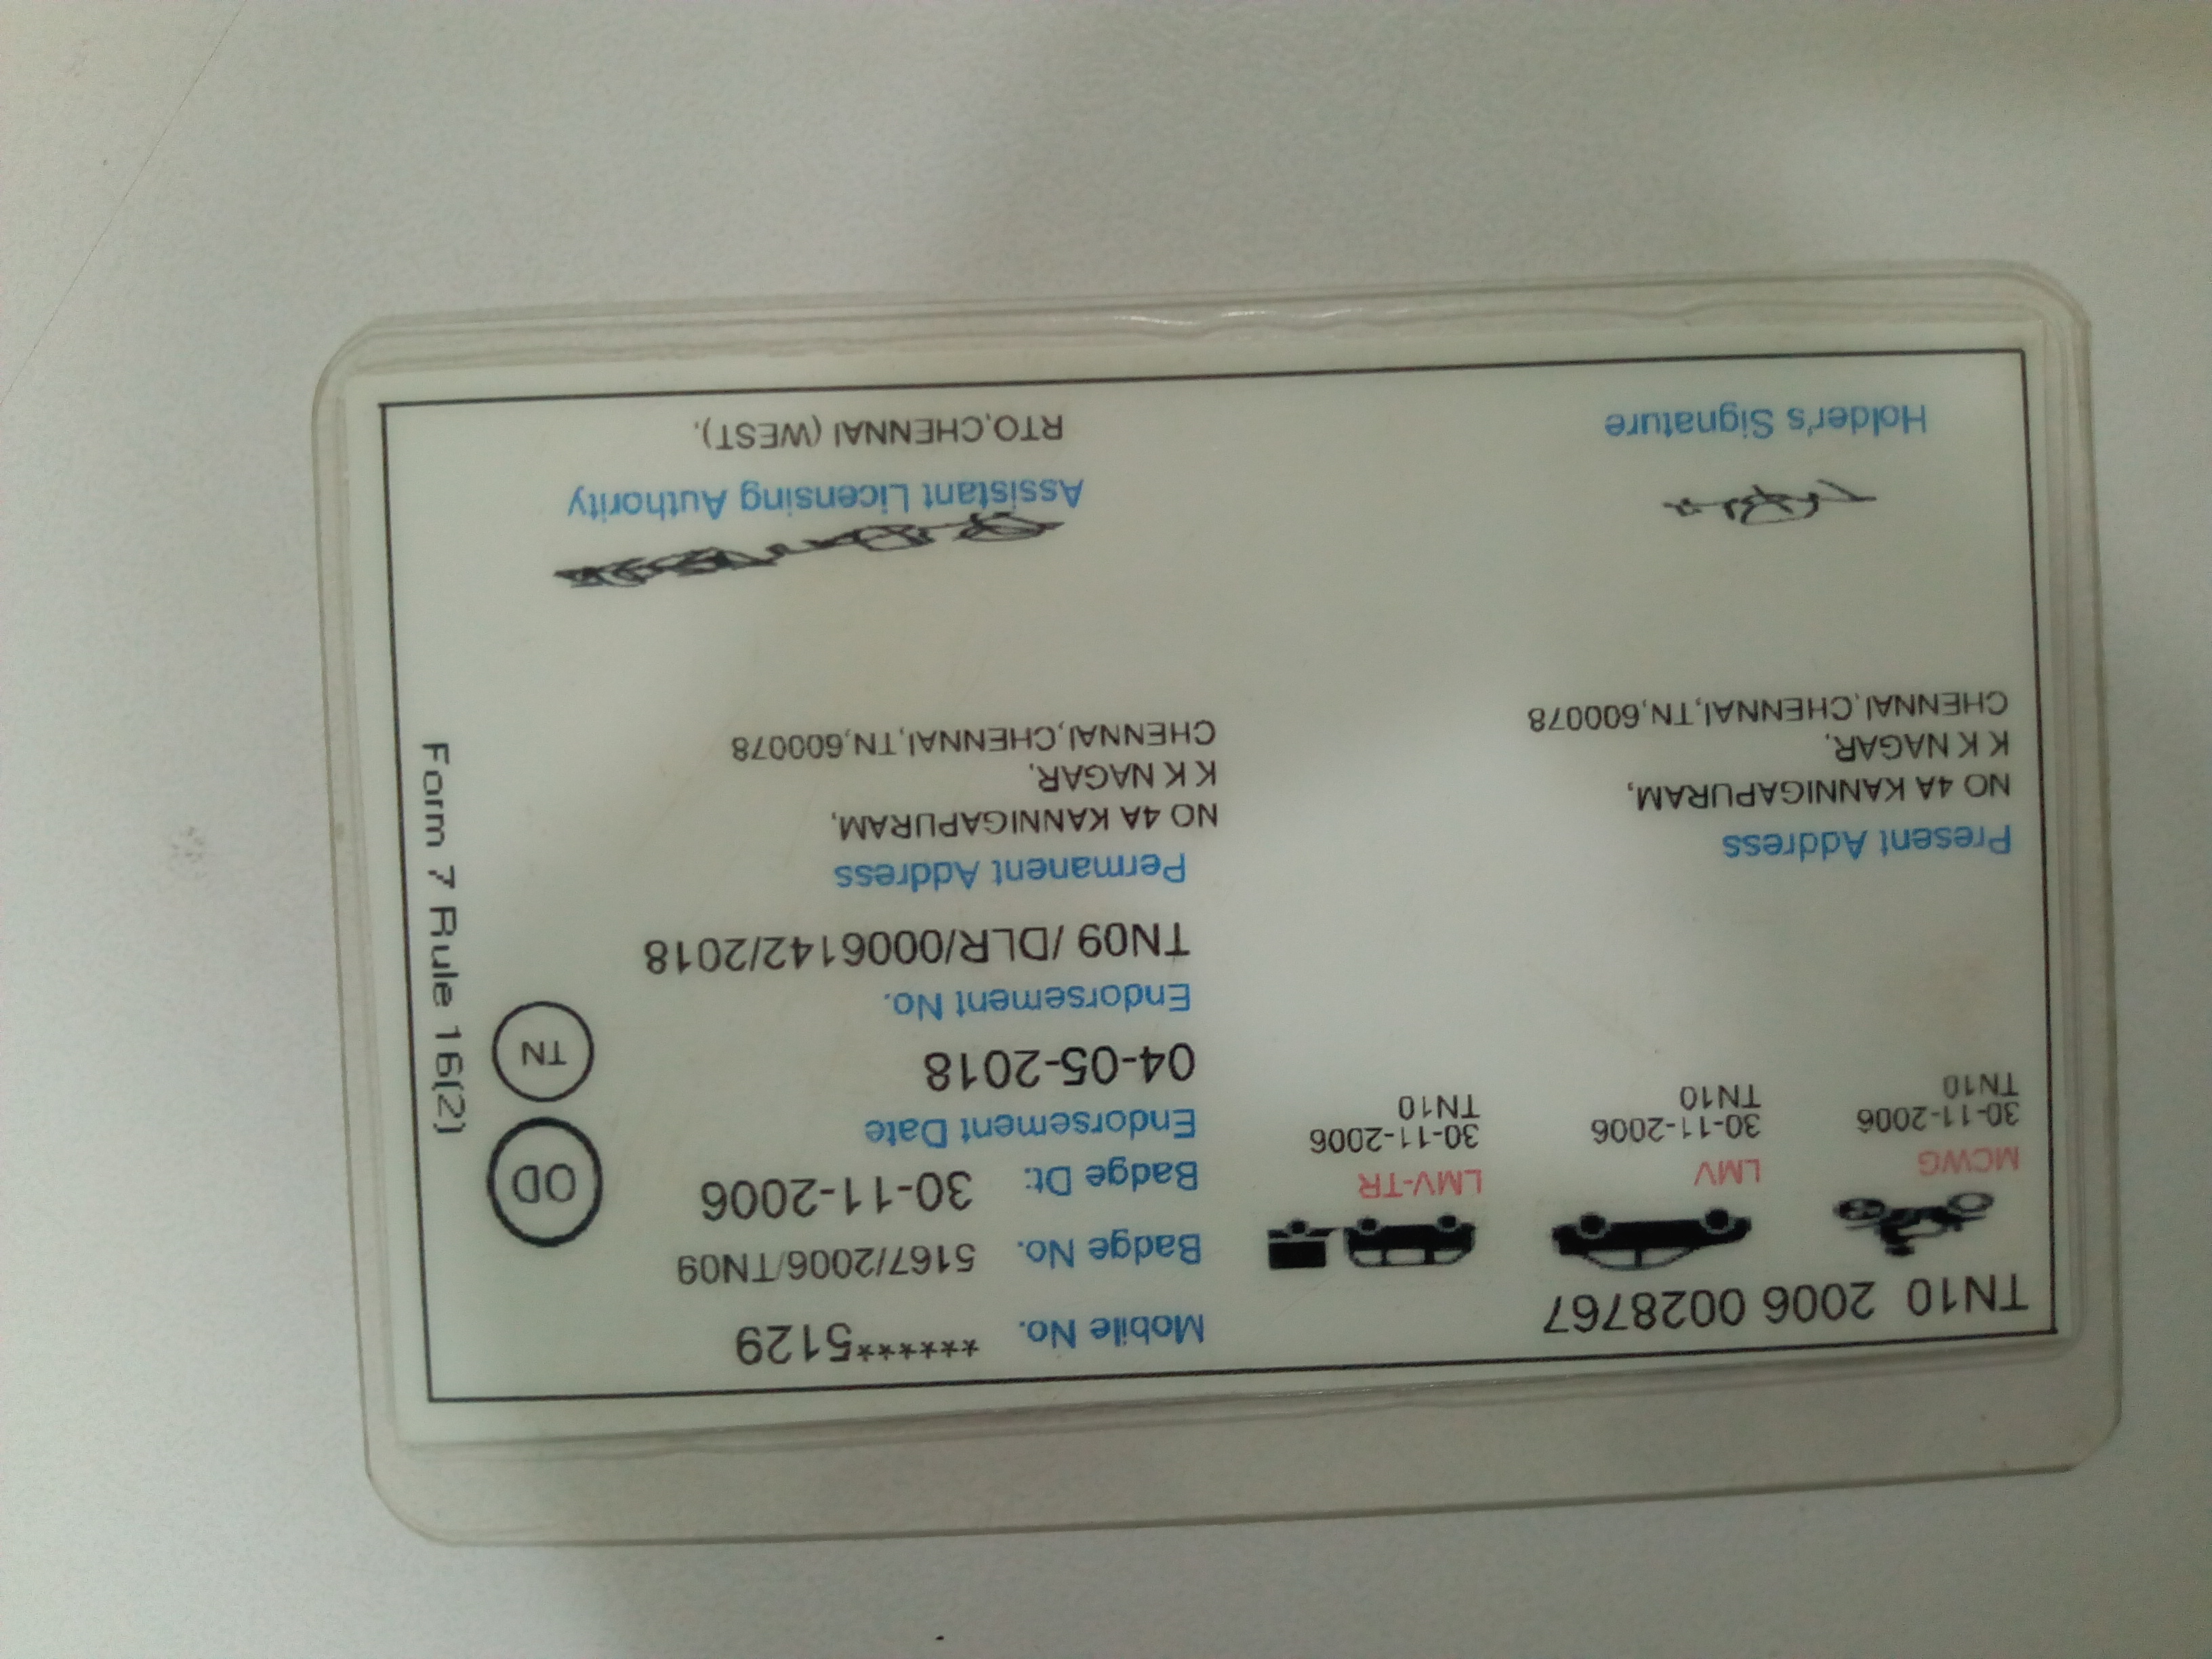 TN10 2006 0028767
MCWG
30-11-2006
TN10
LMV
30-11-2006
TN10
LMV-TR
30-11-2006
TN10
Mobile No. ******5129
Badge No. 5167/2006/TN09
Badge Dt: 30-11-2006
Endorsement Date
04-05-2018
Endorsement No.
TN09 /DLR/0006142/2018
OD
TN
Present Address
NO 4A KANNIGAPURAM,
K K NAGAR,
CHENNAI,CHENNAI,TN,600078
Permanent Address
NO 4A KANNIGAPURAM,
K K NAGAR,
CHENNAI,CHENNAI,TN,600078
Holder's Signature
Assistant Licensing Authority
RTO,CHENNAI (WEST).
Form 7 Rule 16(2)